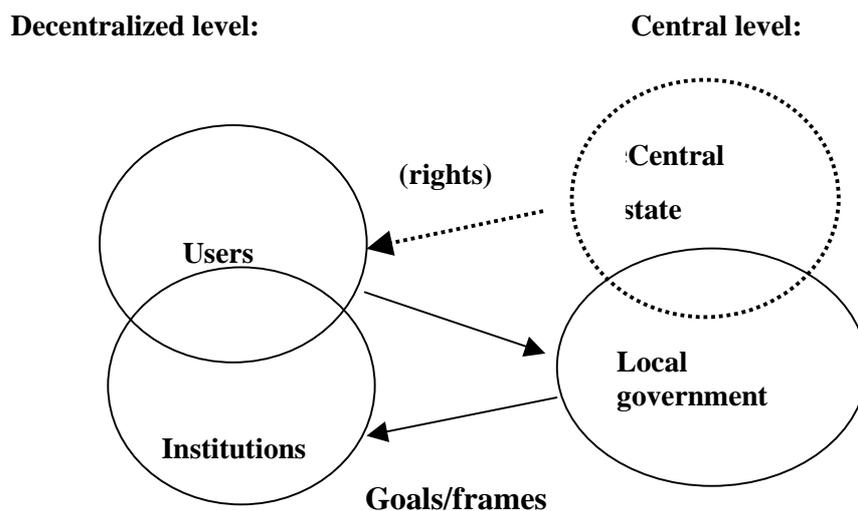 Decentralized level:
Central level:
Central
(rights)
state
Users
Local
government
Institutions
Goals/frames